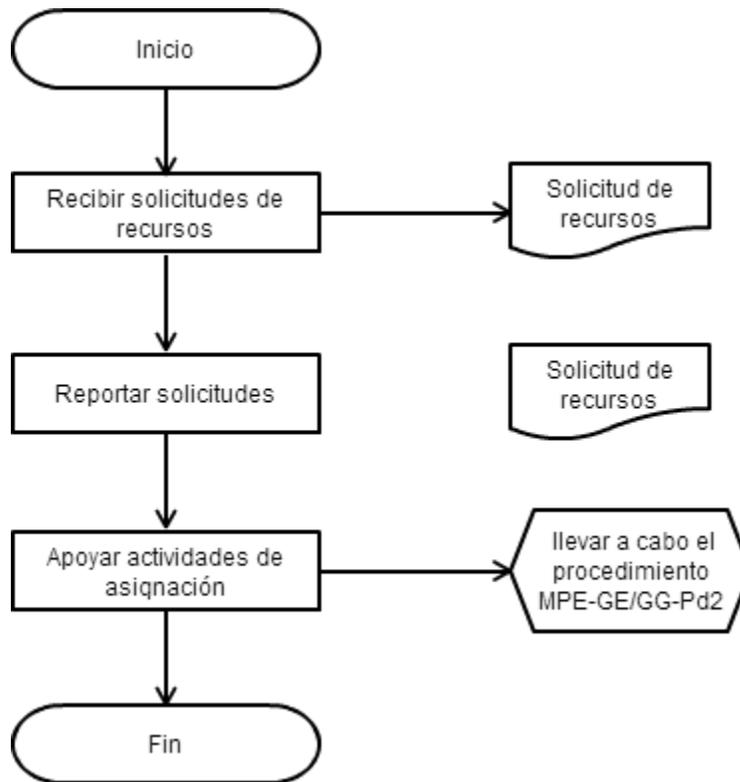 Inicio
Recibir solicitudes de
recursos
Solicitud de
recursos
Reportar solicitudes
Solicitud de
recursos
Apoyar actividades de
asignación
llevar a cabo el
procedimiento
MPE-GE/GG-Pd2
Fin